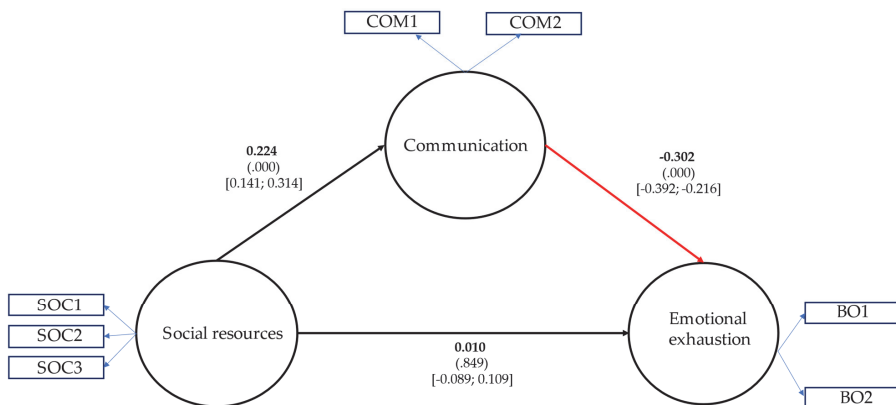 COM1
COM2
Communication
0.224
(.000)
[0.141; 0.314]
-0.302
(.000)
[-0.392; -0.216]
SOC1
SOC2
SOC3
Social resources
Emotional
exhaustion
BO1
BO2
0.010
(.849)
[-0.089; 0.109]